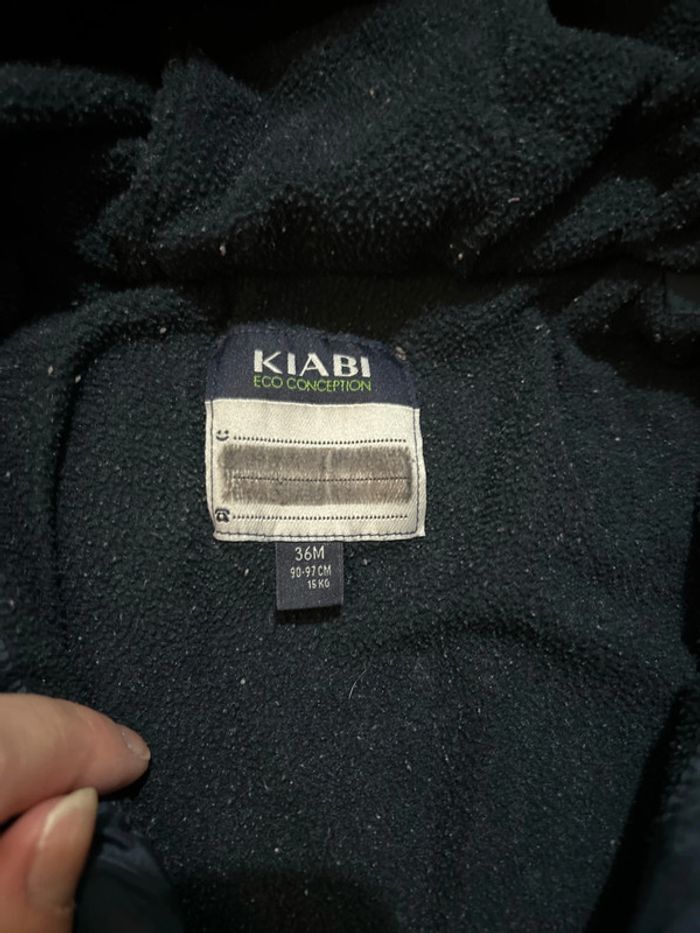 KIABI
ECO CONCEPTION
36M
90-97CM
15 KG